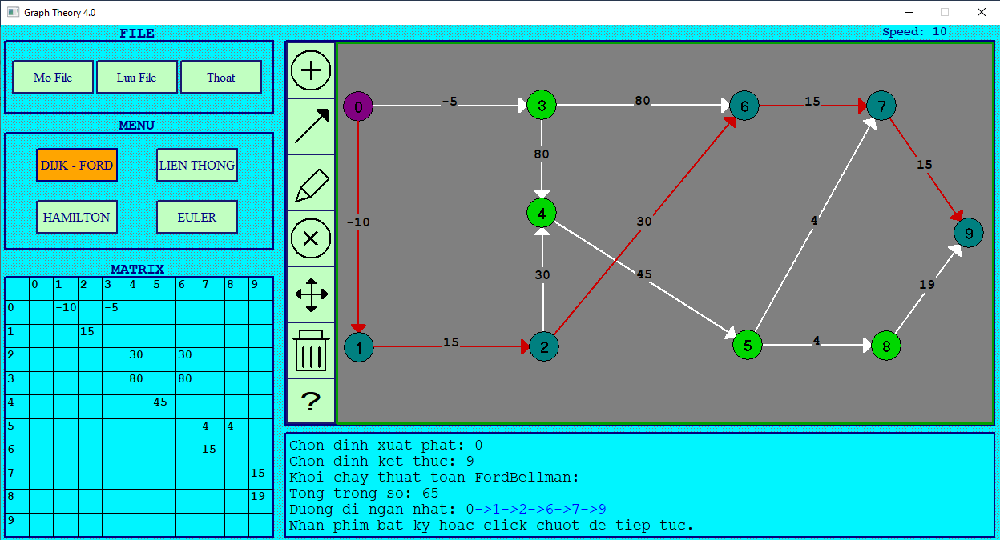 Graph Theory 4.0
Speed: 10
FILE
Mo File Luu File Thoat
MENU
DIJK - FORD LIEN THONG
HAMILTON EULER
MATRIX
0 1 2 3 4 5 6 7 8 9
0 -10 -5
1 15
2 30 30
3 80 80
4 45
5 4 4
6 15
7 15
8 19
9
?
0 -5 3 80 6 15 7
80
15
-10 4 30 4 9
30 45 19
1 15 2 5 4 8
Chon dinh xuat phat: 0
Chon dinh ket thuc: 9
Khoi chay thuat toan FordBellman:
Tong trong so: 65
Duong di ngan nhat: 0->1->2->6->7->9
Nhan phim bat ky hoac click chuot de tiep tuc.